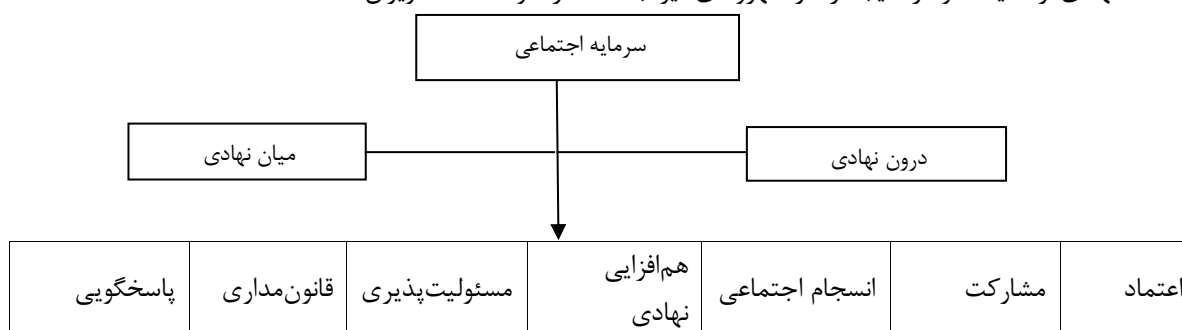 سرمایه اجتماعی
درون نهادی
میان نهادی
اعتماد
مشارکت
انسجام اجتماعی
هم‌افزایی
نهادی
مسئولیت‌پذیری
قانون‌مداری
پاسخگویی